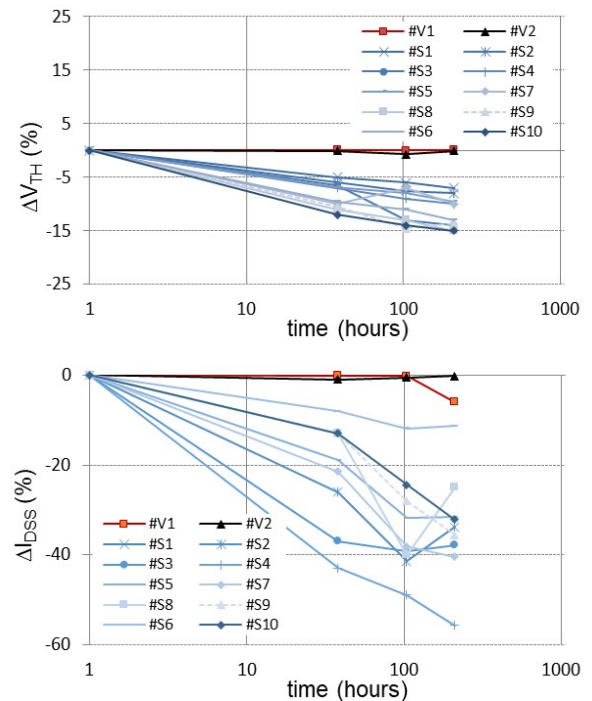 25
15
5
-5
-15
-25
0
ΔV_TH (%)
#V1 #V2
#S1 #S2
#S3 #S4
#S5 #S7
#S8 #S9
#S6 #S10
1 10 100 1000
time (hours)
0
-20
-40
-60
ΔI_DSS (%)
#V1 #V2
#S1 #S2
#S3 #S4
#S5 #S7
#S8 #S9
#S6 #S10
1 10 100 1000
time (hours)